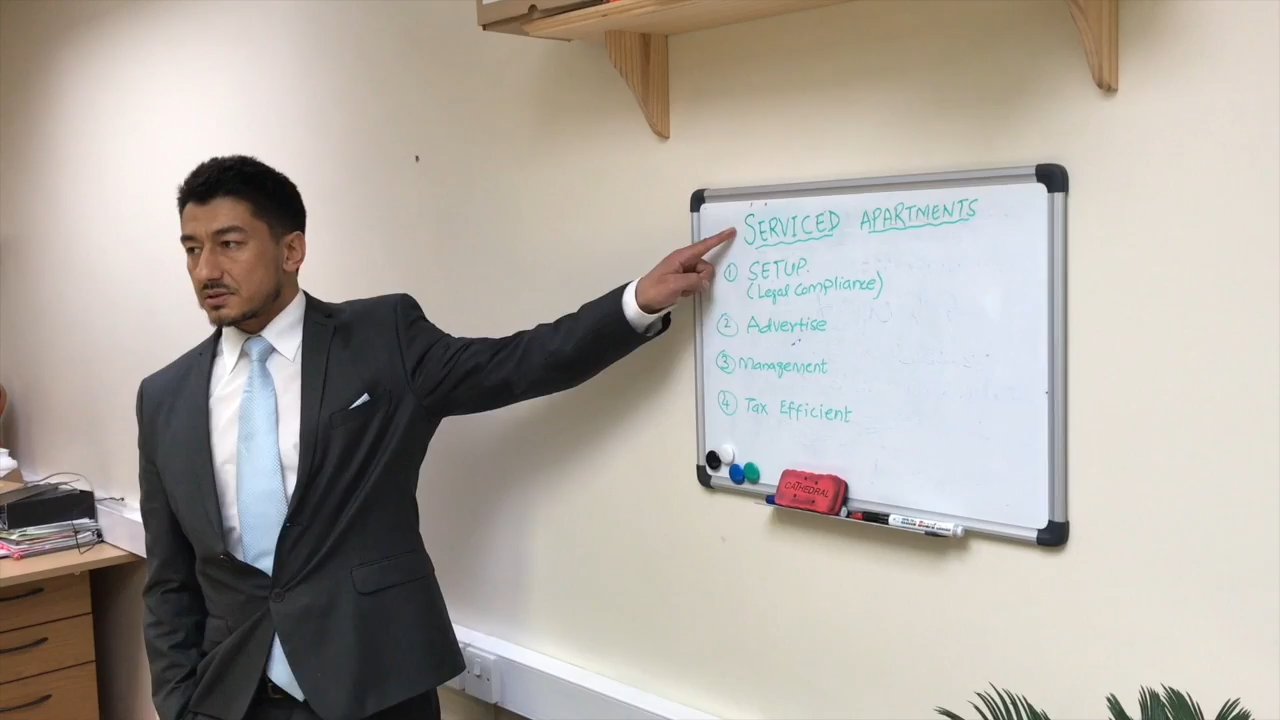 SERVICED APARTMENTS
① SETUP.
(Legal Compliance)
② Advertise
③ Management
④ Tax Efficient
CATHEDRAL